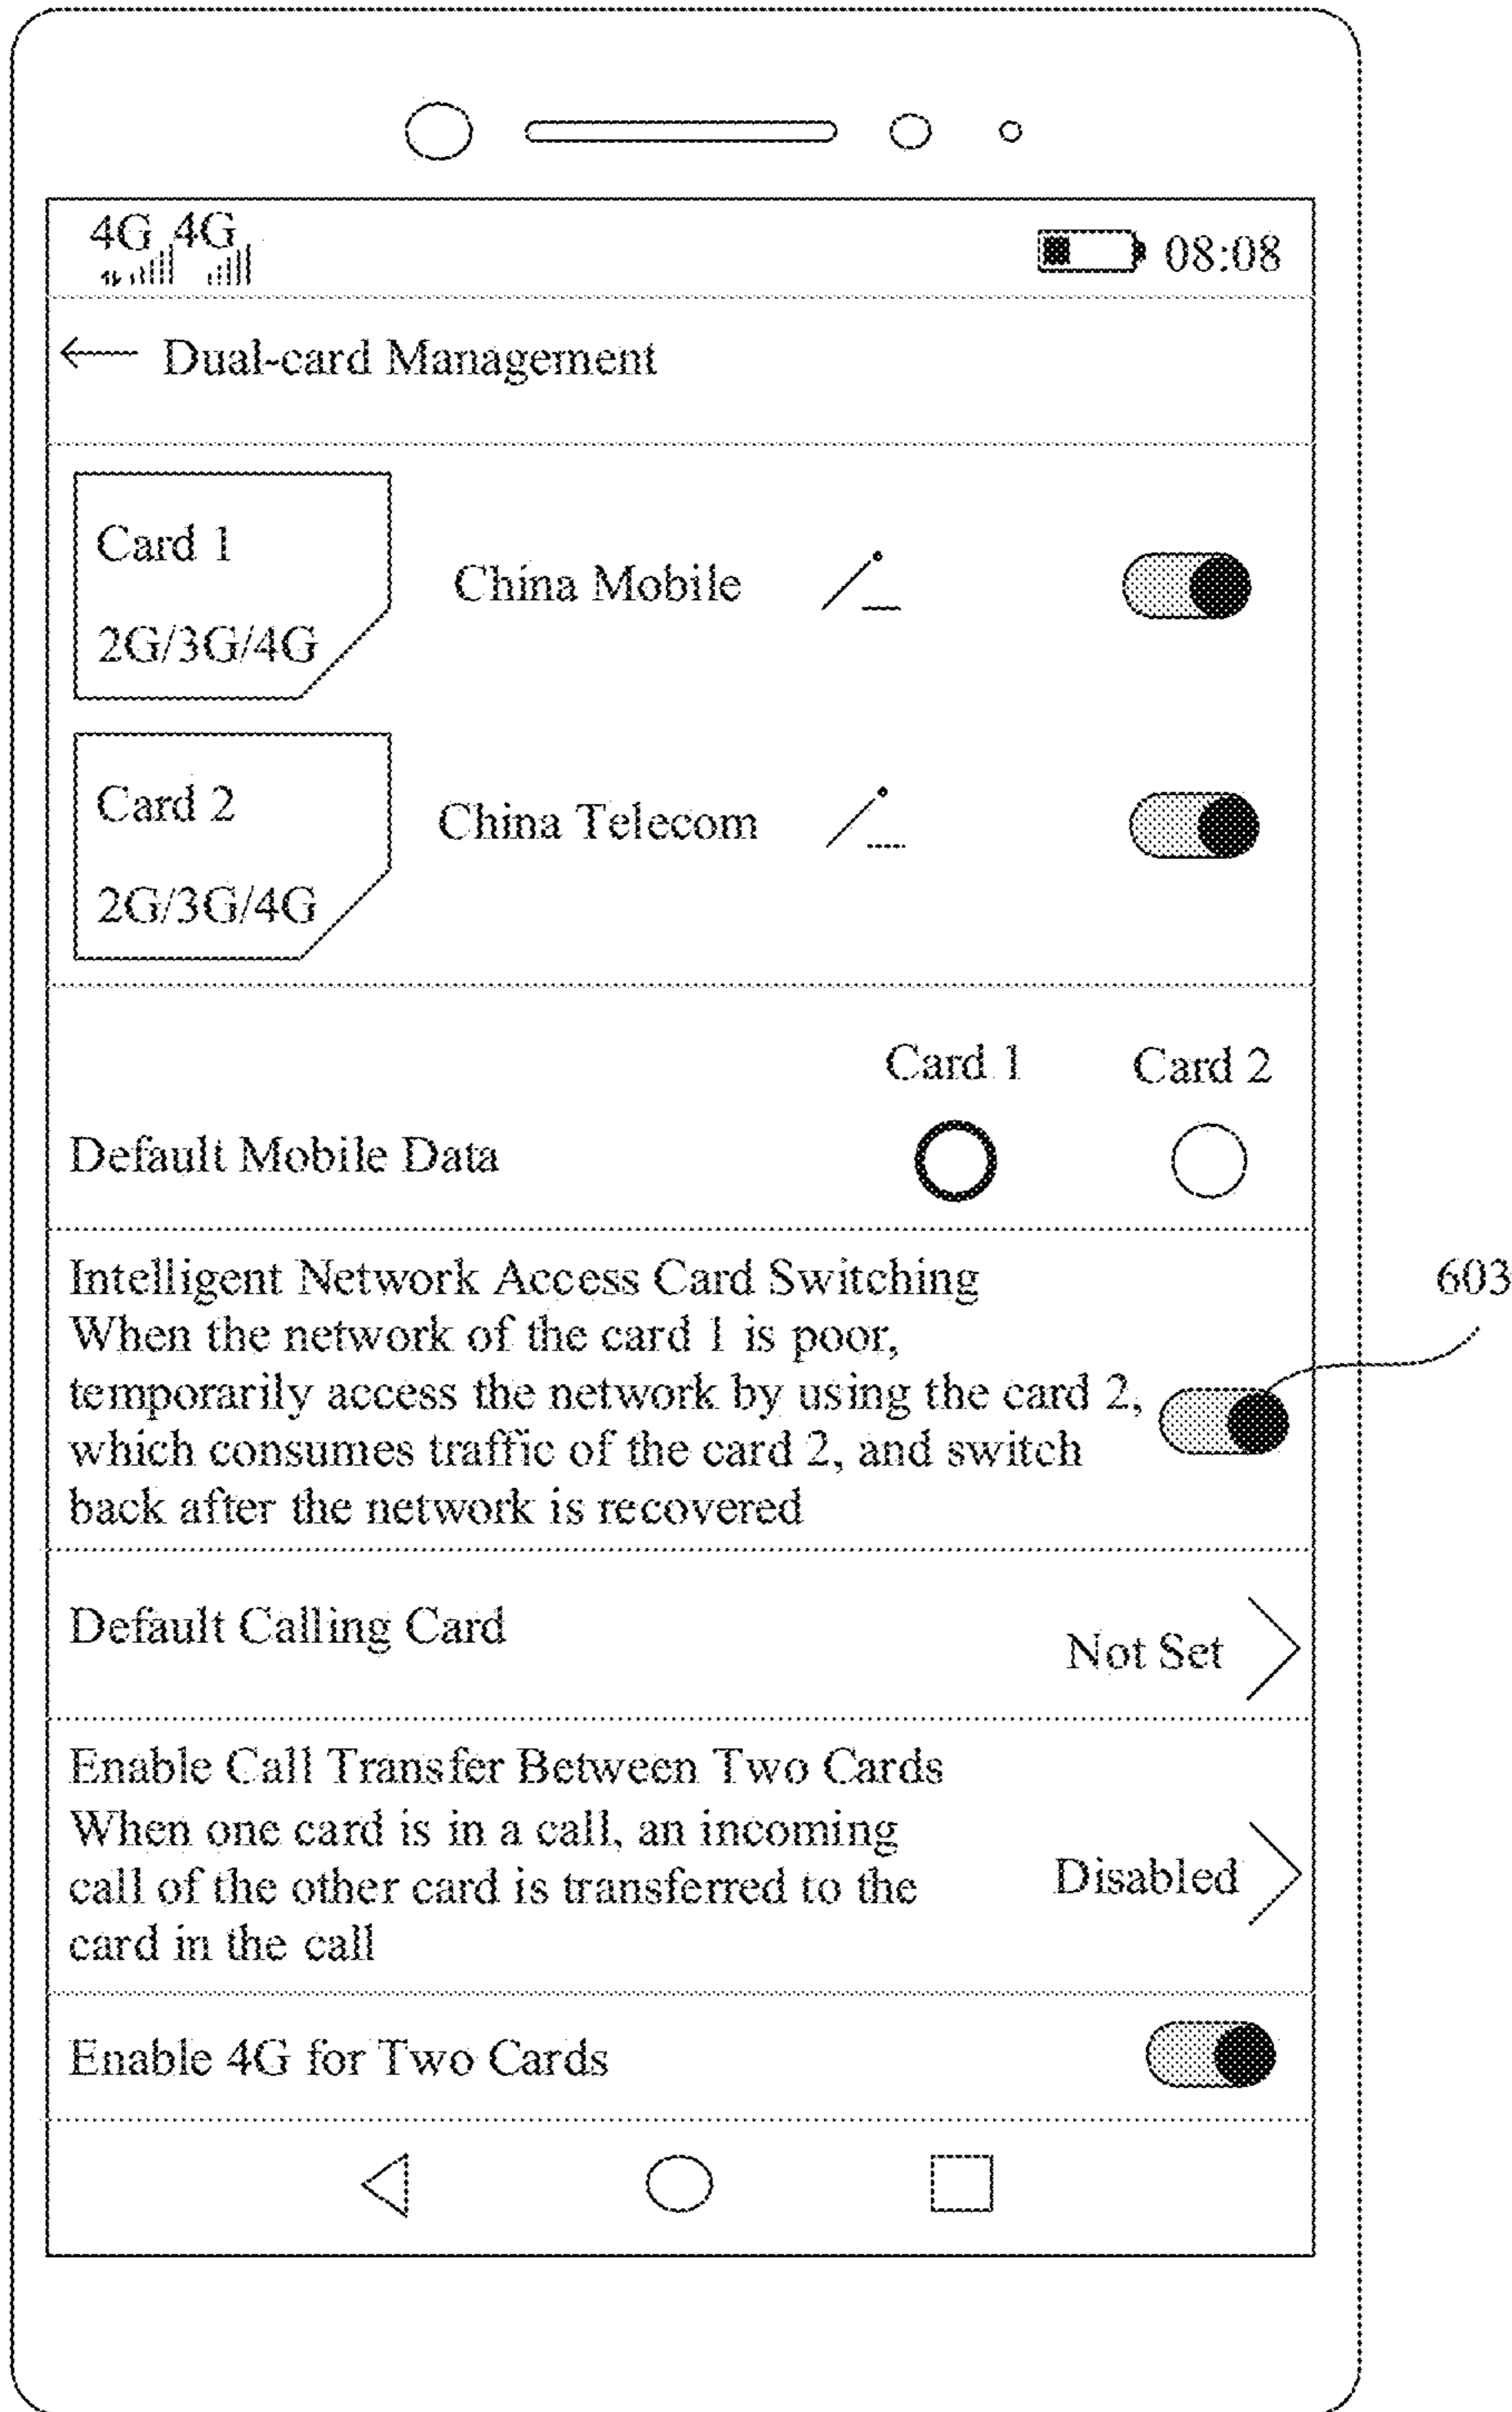 4G 4G
08:08
Dual-card Management
Card 1
2G/3G/4G
China Mobile
Card 2
2G/3G/4G
China Telecom
Card 1 Card 2
Default Mobile Data
Intelligent Network Access Card Switching
When the network of the card 1 is poor,
temporarily access the network by using the card 2,
which consumes traffic of the card 2, and switch
back after the network is recovered
603
Default Calling Card
Not Set
Enable Call Transfer Between Two Cards
When one card is in a call, an incoming
call of the other card is transferred to the
card in the call
Disabled
Enable 4G for Two Cards